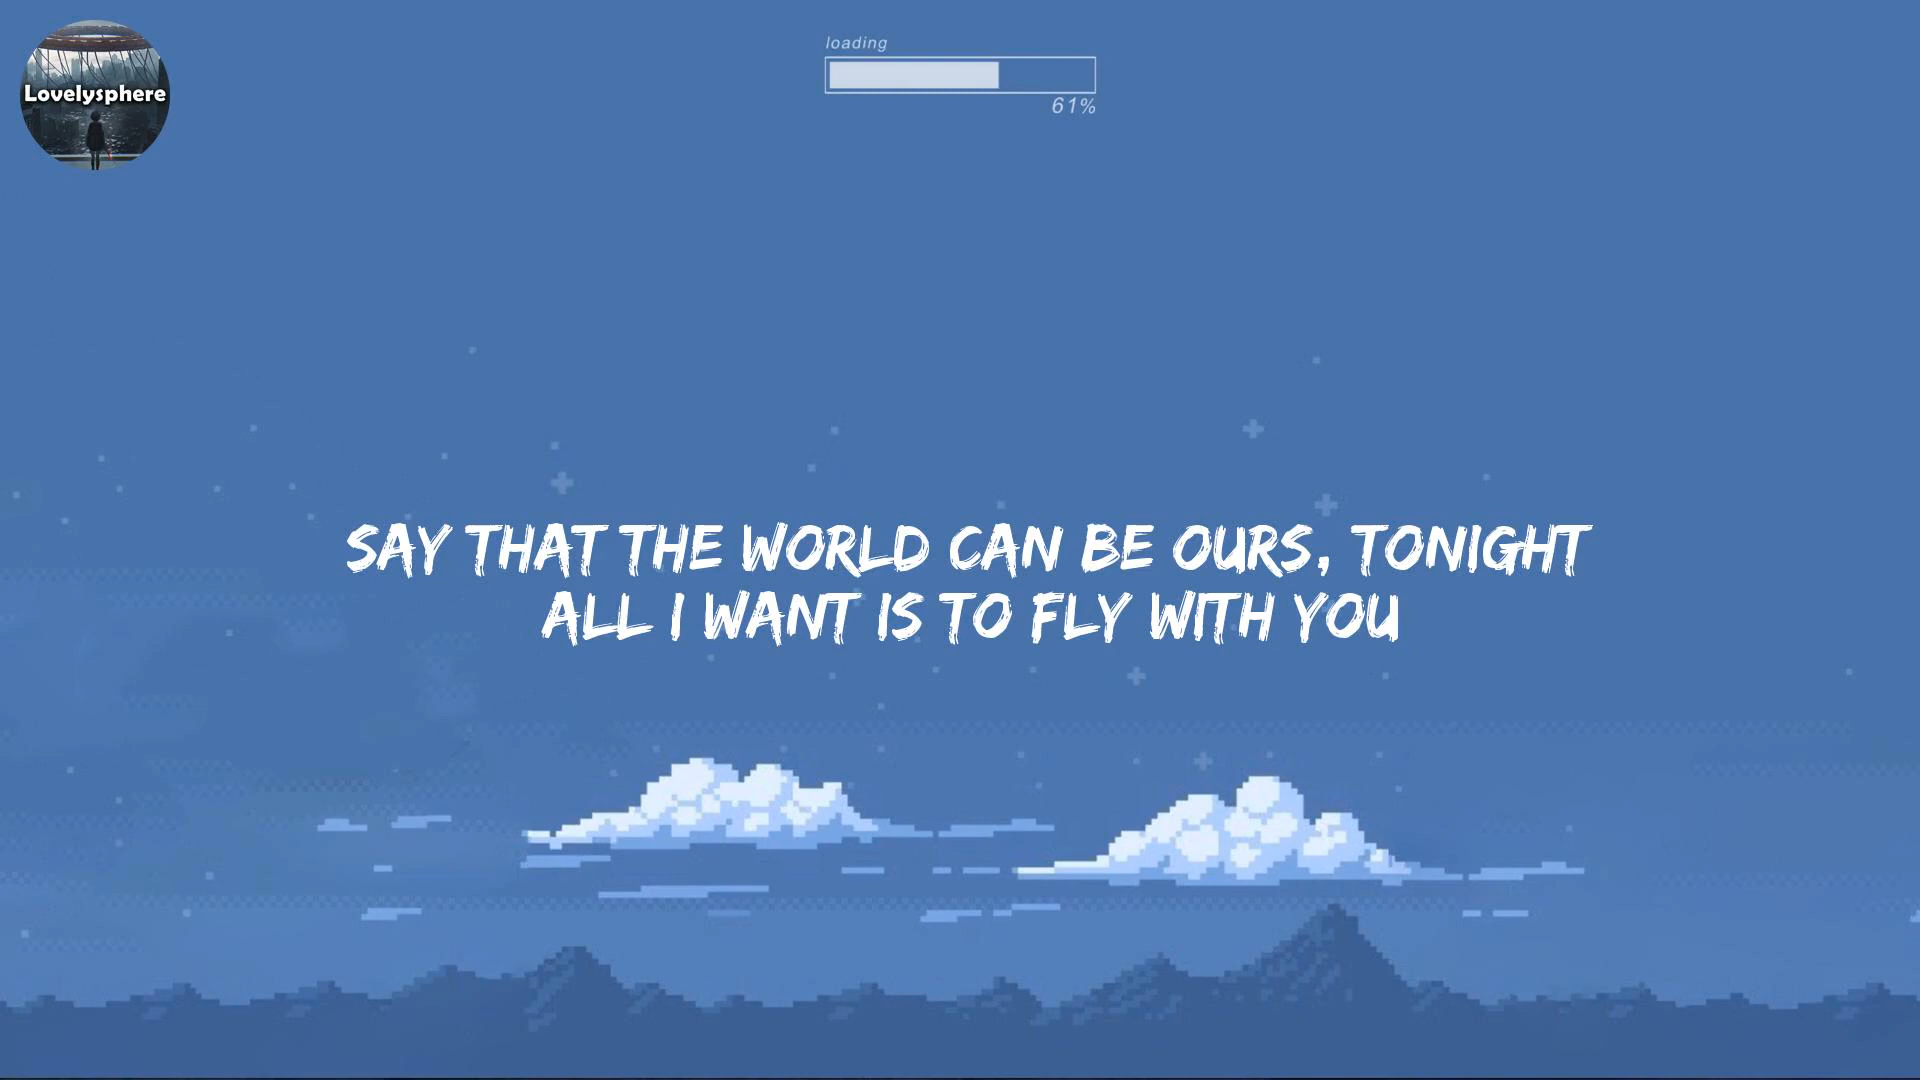 Lovelysphere
loading
61%
SAY THAT THE WORLD CAN BE OURS, TONIGHT
ALL I WANT IS TO FLY WITH YOU